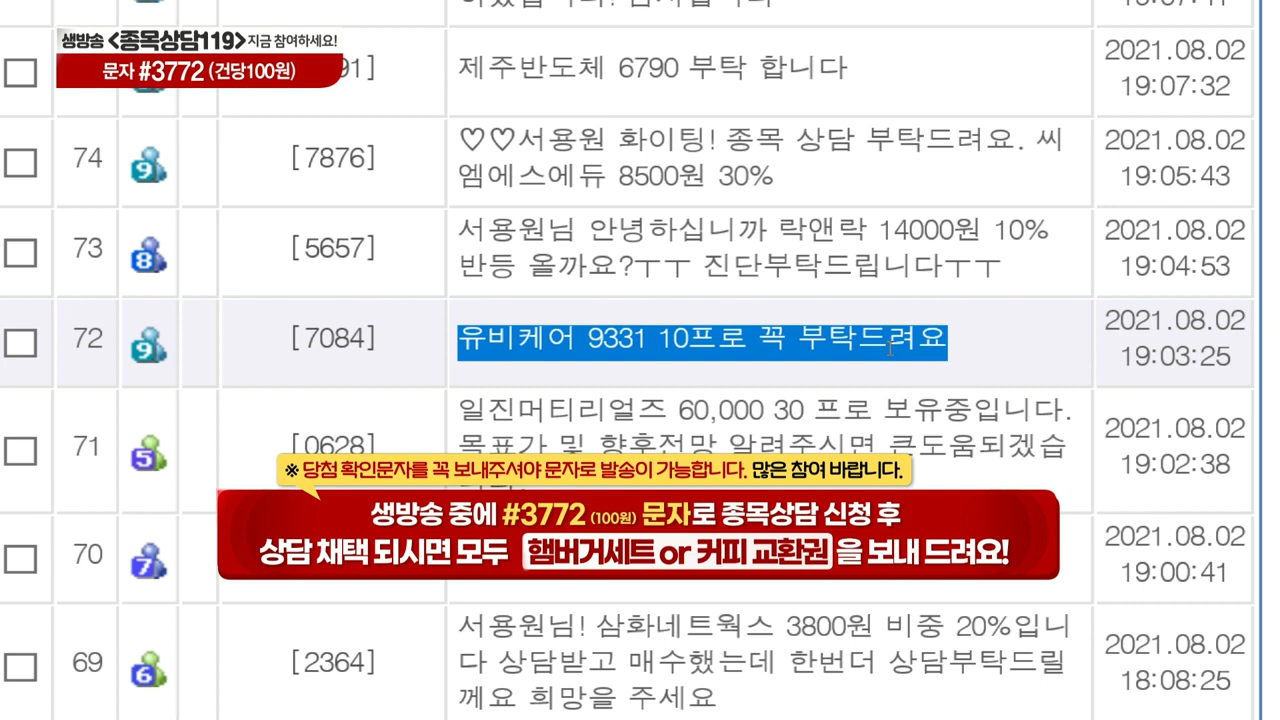 생방송 <종목상담119> 지금 참여하세요!
문자 #3772 (건당100원)
91]
제주반도체 6790 부탁 합니다
2021.08.02
19:07:32
74
9
[7876]
♡♡서용원 화이팅! 종목 상담 부탁드려요. 씨
엠에스에듀 8500원 30%
2021.08.02
19:05:43
73
8
[5657]
서용원님 안녕하십니까 락앤락 14000원 10%
반등 올까요?ㅜㅜ 진단부탁드립니다ㅜㅜ
2021.08.02
19:04:53
72
9
[7084]
유비케어 9331 10프로 꼭 부탁드려요
2021.08.02
19:03:25
71
5
[0628]
일진머티리얼즈 60,000 30 프로 보유중입니다.
목표가 및 향후전망 알려주시면 큰도움되겠습
2021.08.02
19:02:38
※ 당첨 확인문자를 꼭 보내주셔야 문자로 발송이 가능합니다. 많은 참여 바랍니다.
생방송 중에 #3772 (100원) 문자로 종목상담 신청 후
상담 채택 되시면 모두 햄버거세트 or 커피 교환권 을 보내 드려요!
70
7
2021.08.02
19:00:41
69
6
[2364]
서용원님! 삼화네트웍스 3800원 비중 20%입니
다 상담받고 매수했는데 한번더 상담부탁드릴
께요 희망을 주세요
2021.08.02
18:08:25